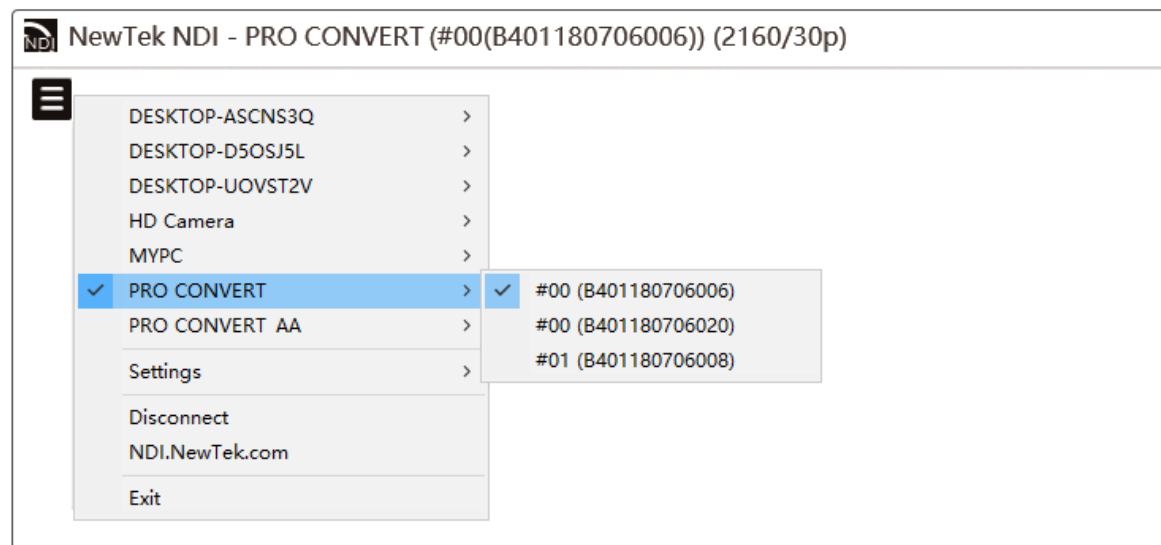 NDI NewTek NDI - PRO CONVERT (#00(B401180706006)) (2160/30p)
DESKTOP-ASCNS3Q
DESKTOP-D5OSJ5L
DESKTOP-UOVST2V
HD Camera
MYPC
PRO CONVERT
#00 (B401180706006)
PRO CONVERT AA
#00 (B401180706020)
#01 (B401180706008)
Settings
Disconnect
NDI.NewTek.com
Exit